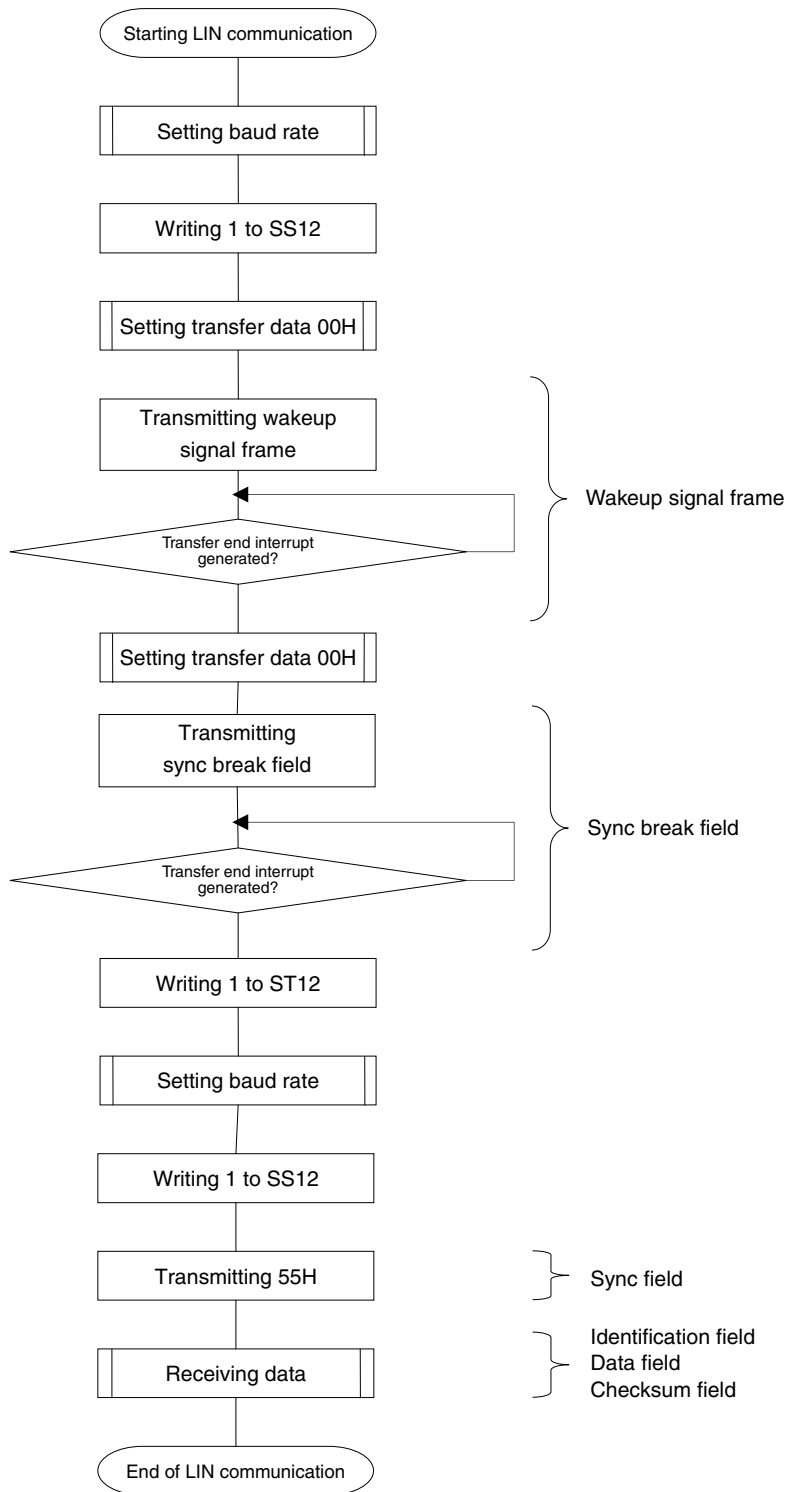 Starting LIN communication
Setting baud rate
Writing 1 to SS12
Setting transfer data 00H
Transmitting wakeup
signal frame
Wakeup signal frame
Transfer end interrupt
generated?
Setting transfer data 00H
Transmitting
sync break field
Sync break field
Transfer end interrupt
generated?
Writing 1 to ST12
Setting baud rate
Writing 1 to SS12
Transmitting 55H
Sync field
Receiving data
Identification field
Data field
Checksum field
End of LIN communication